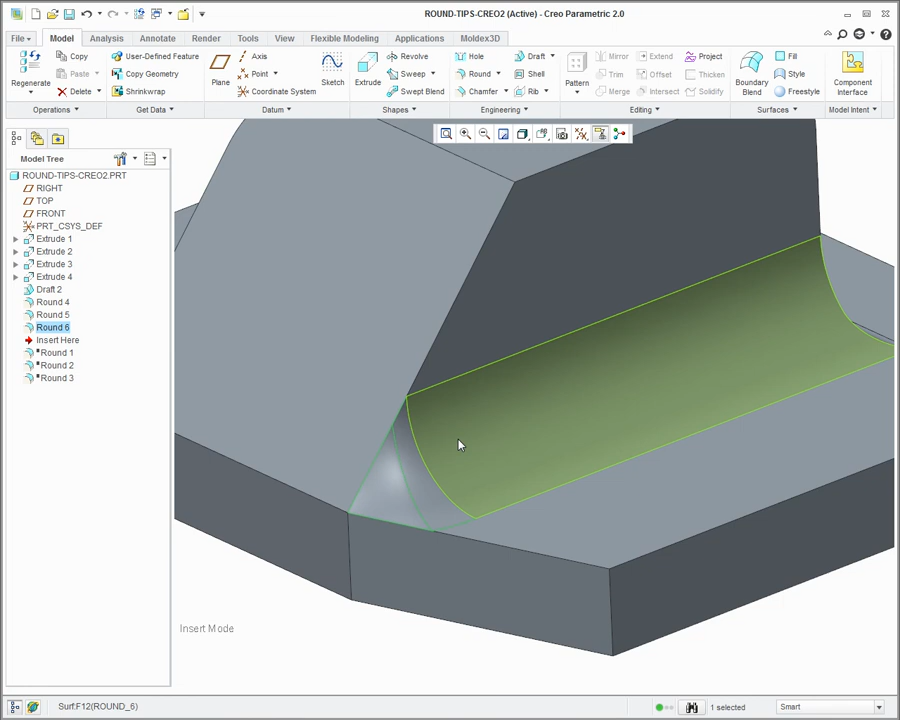 ROUND-TIPS-CREO2 (Active) - Creo Parametric 2.0
File Model Analysis Annotate Render Tools View Flexible Modeling Applications Moldex3D
Copy User-Defined Feature Axis Revolve Hole Draft Mirror Extend Project Fill
Paste Copy Geometry Point Sweep Round Shell Trim Offset Thicken Style
Regenerate Delete Shrinkwrap Plane Coordinate System Sketch Extrude Swept Blend Chamfer Rib Pattern Merge Intersect Solidify Boundary Blend Freestyle Component Interface
Operations Get Data Datum Shapes Engineering Editing Surfaces Model Intent
Model Tree
ROUND-TIPS-CREO2.PRT
RIGHT
TOP
FRONT
PRT_CSYS_DEF
Extrude 1
Extrude 2
Extrude 3
Extrude 4
Draft 2
Round 4
Round 5
Round 6
Insert Here
Round 1
Round 2
Round 3
Insert Mode
Surf:F12(ROUND_6) 1 selected Smart